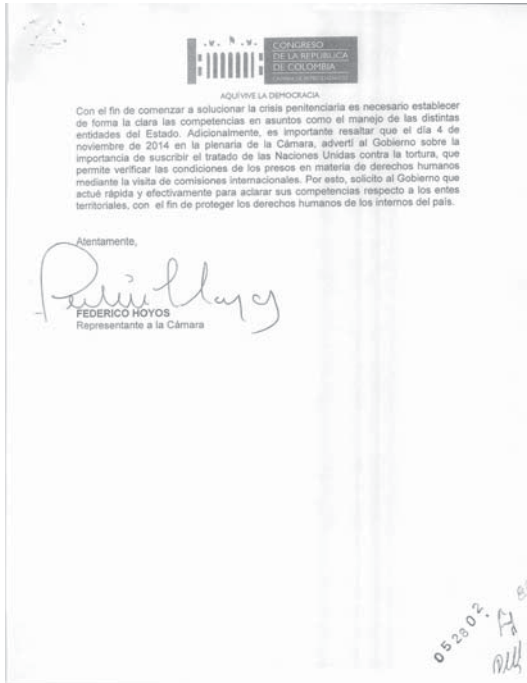 CONGRESO
DE LA REPÚBLICA
DE COLOMBIA
AQUÍ VIVE LA DEMOCRACIA
Con el fin de comenzar a solucionar la crisis penitenciaria es necesario establecer
de forma la clara las competencias en asuntos como el manejo de las distintas
entidades del Estado. Adicionalmente, es importante resaltar que el día 4 de
noviembre de 2014 en la plenaria de la Cámara, advertí al Gobierno sobre la
importancia de suscribir el tratado de las Naciones Unidas contra la tortura, que
permite verificar las condiciones de los presos en materia de derechos humanos
mediante la visita de comisiones internacionales. Por esto, solicito al Gobierno que
actué rápida y efectivamente para aclarar sus competencias respecto a los entes
territoriales, con el fin de proteger los derechos humanos de los internos del país.
Atentamente,
FEDERICO HOYOS
Representante a la Cámara
052802.